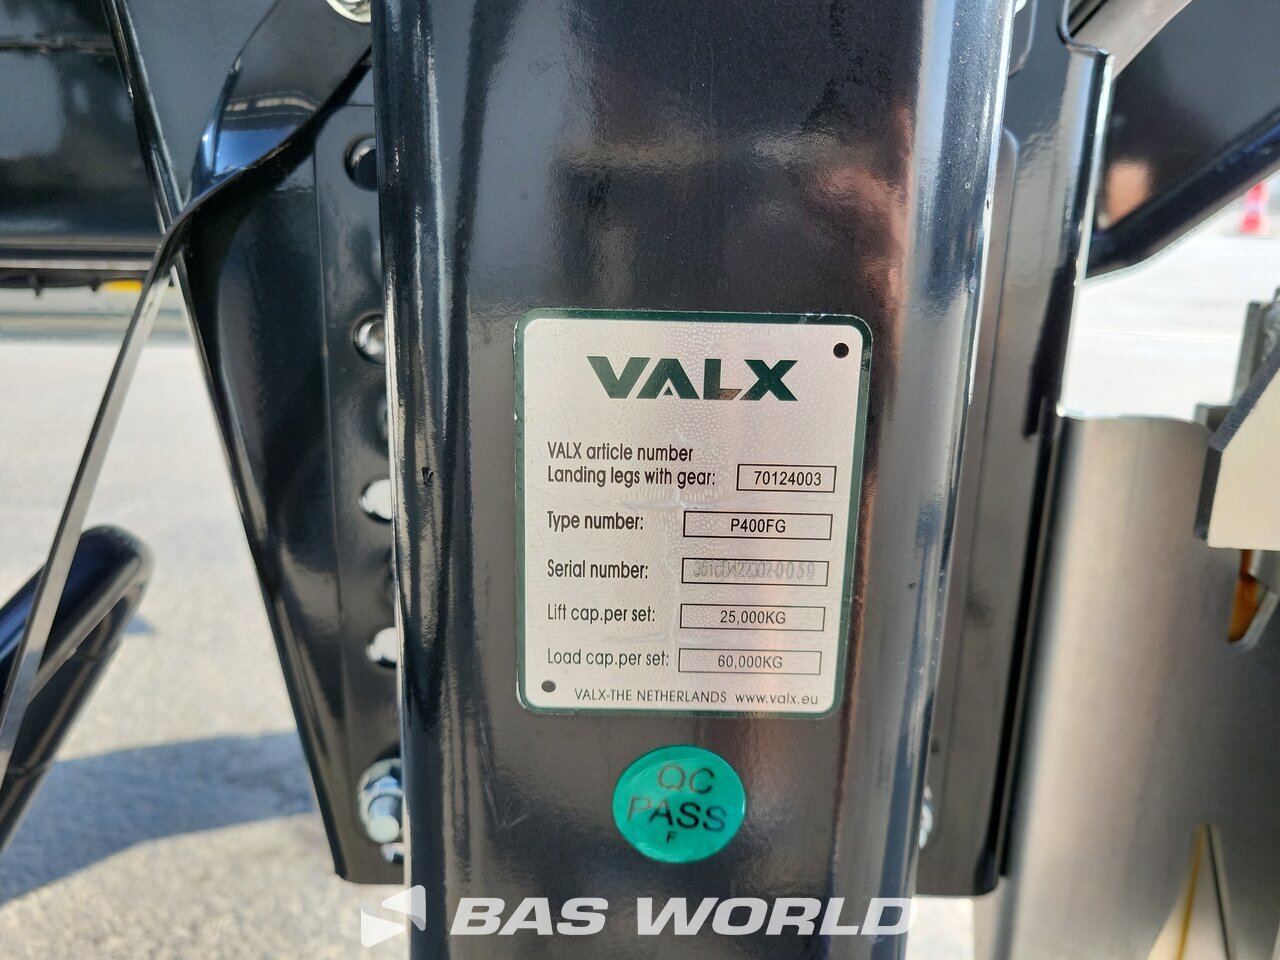 VALX
VALX article number
Landing legs with gear: 70124003
Type number: P400FG
Serial number:
Lift cap.per set: 25,000KG
Load cap.per set: 60,000KG
VALX-THE NETHERLANDS www.valx.eu
QC
PASS
F
BAS WORLD